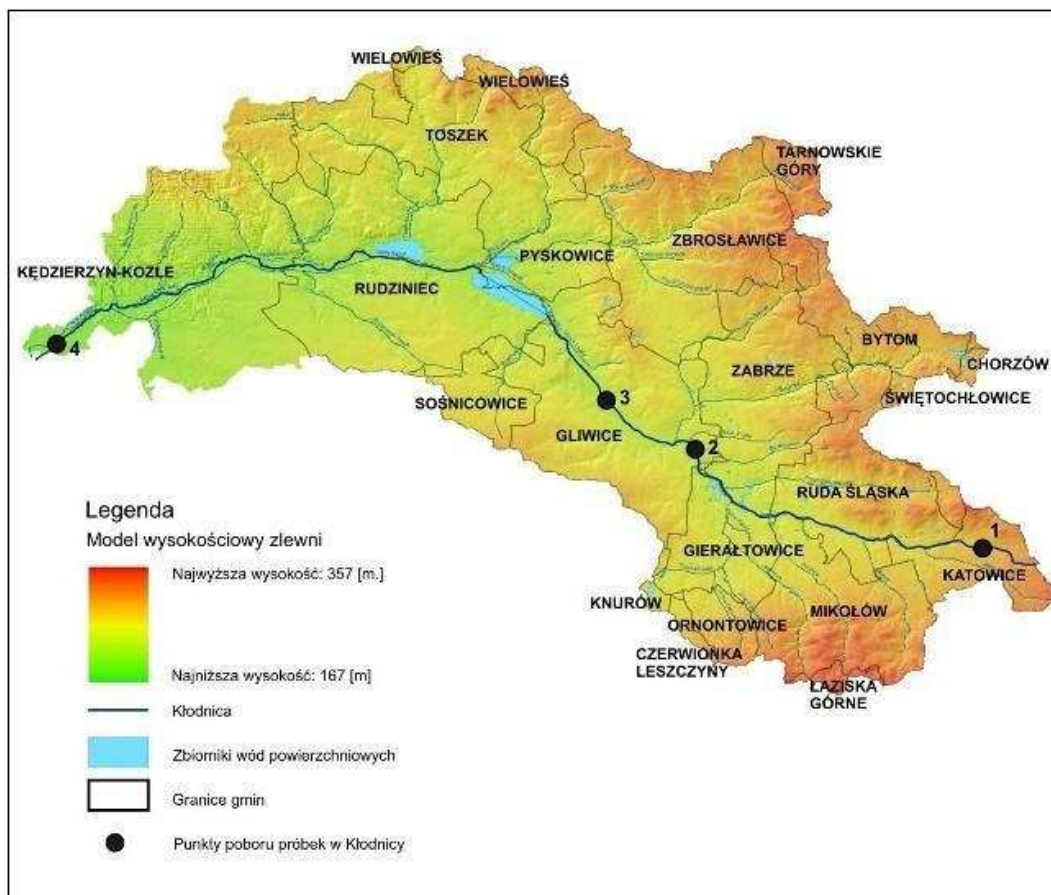 WIELOWIEŚ
WIELOWIEŚ
TOSZEK
TARNOWSKIE
GÓRY
ZBROSŁAWICE
PYSKOWICE
KĘDZIERZYN-KOŹLE
RUDZINIEC
BYTOM
CHORZÓW
ZABRZE
ŚWIĘTOCHŁOWICE
4
3
SOŚNICOWICE
GLIWICE
2
RUDA ŚLĄSKA
1
GIERAŁTOWICE
KATOWICE
KNURÓW
MIKOŁÓW
ORNONTOWICE
CZERWIONKA
LESZCZYNY
ŁAZISKA
GÓRNE
Legenda
Model wysokościowy zlewni
Najwyższa wysokość: 357 [m.]
Najniższa wysokość: 167 [m]
Kłodnica
Zbiorniki wód powierzchniowych
Granice gmin
Punkty poboru próbek w Kłodnicy